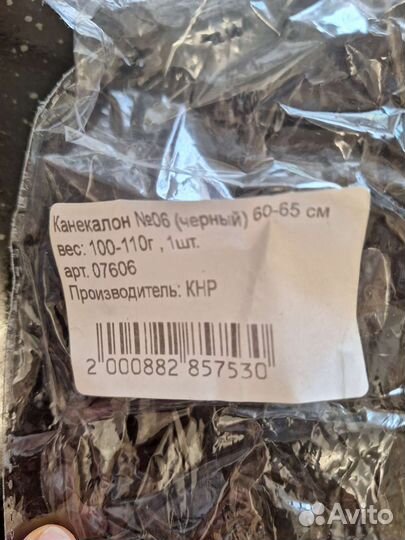 Канекалон №06 (черный) 60-65 см
вес: 100-110г , 1шт.
арт. 07606
Производитель: КНР
2 000882 857530
Avito